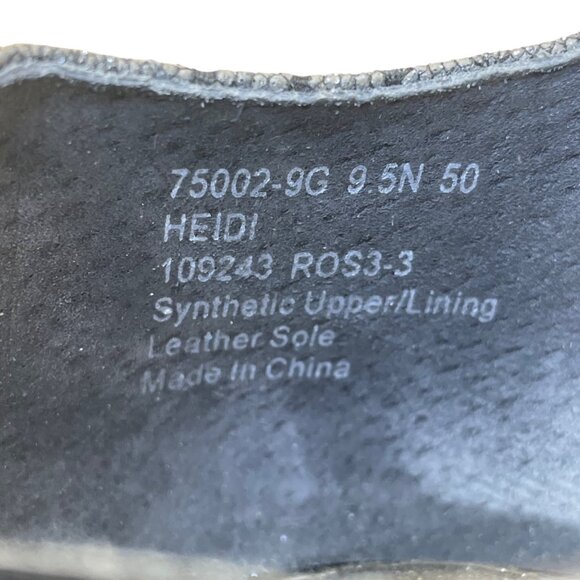 75002-9G 9.5N 50
HEIDI
109243 ROS3-3
Synthetic Upper/Lining
Leather Sole
Made In China